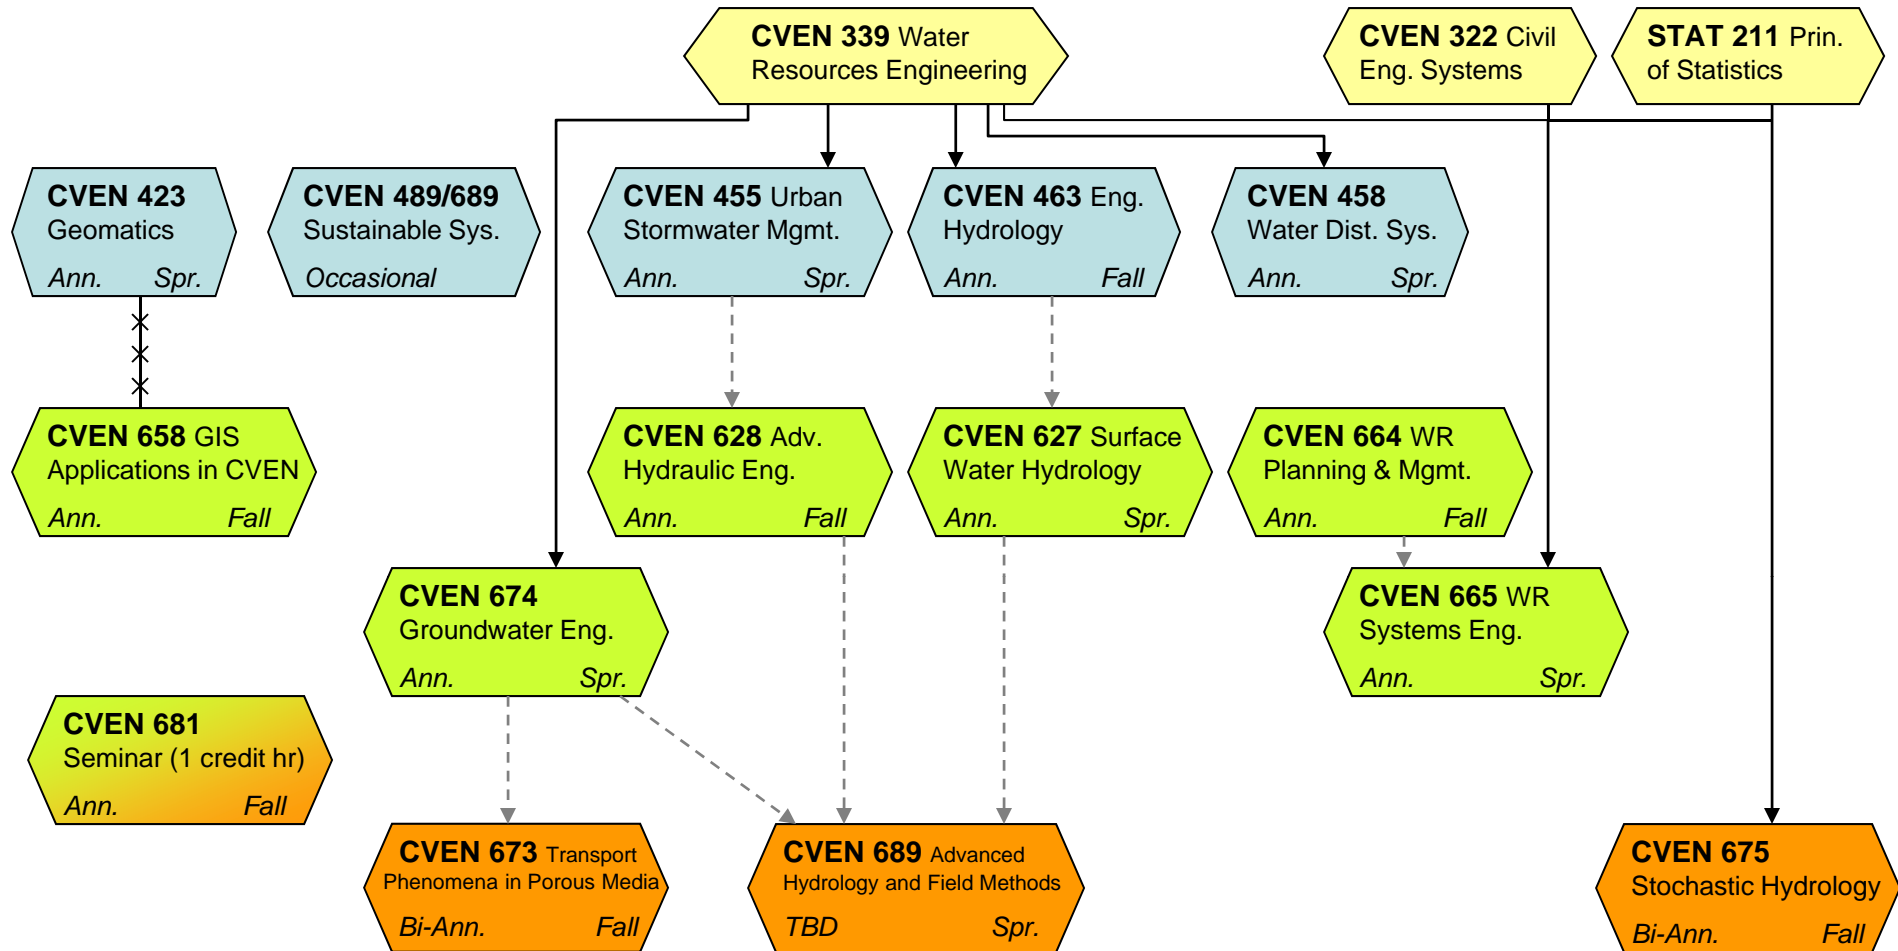 CVEN 339 Water
Resources Engineering
CVEN 322 Civil
Eng. Systems
STAT 211 Prin.
of Statistics
CVEN 423
Geomatics
Ann. Spr.
CVEN 489/689
Sustainable Sys.
Occasional
CVEN 455 Urban
Stormwater Mgmt.
Ann. Spr.
CVEN 463 Eng.
Hydrology
Ann. Fall
CVEN 458
Water Dist. Sys.
Ann. Spr.
CVEN 658 GIS
Applications in CVEN
Ann. Fall
CVEN 628 Adv.
Hydraulic Eng.
Ann. Fall
CVEN 627 Surface
Water Hydrology
Ann. Spr.
CVEN 664 WR
Planning & Mgmt.
Ann. Fall
CVEN 674
Groundwater Eng.
Ann. Spr.
CVEN 665 WR
Systems Eng.
Ann. Spr.
CVEN 681
Seminar (1 credit hr)
Ann. Fall
CVEN 673 Transport
Phenomena in Porous Media
Bi-Ann. Fall
CVEN 689 Advanced
Hydrology and Field Methods
TBD Spr.
CVEN 675
Stochastic Hydrology
Bi-Ann. Fall